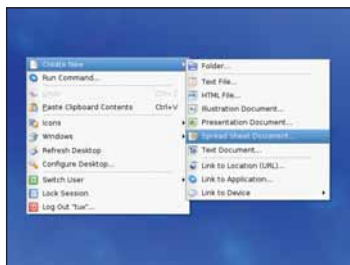 Create New
Run Command...
Undo Ctrl+Z
Paste Clipboard Contents Ctrl+V
Icons
Windows
Refresh Desktop
Configure Desktop...
Switch User
Lock Session
Log Out "tux"...
Folder...
Text File...
HTML File...
Illustration Document...
Presentation Document...
Spread Sheet Document...
Text Document...
Link to Location (URL)...
Link to Application...
Link to Device